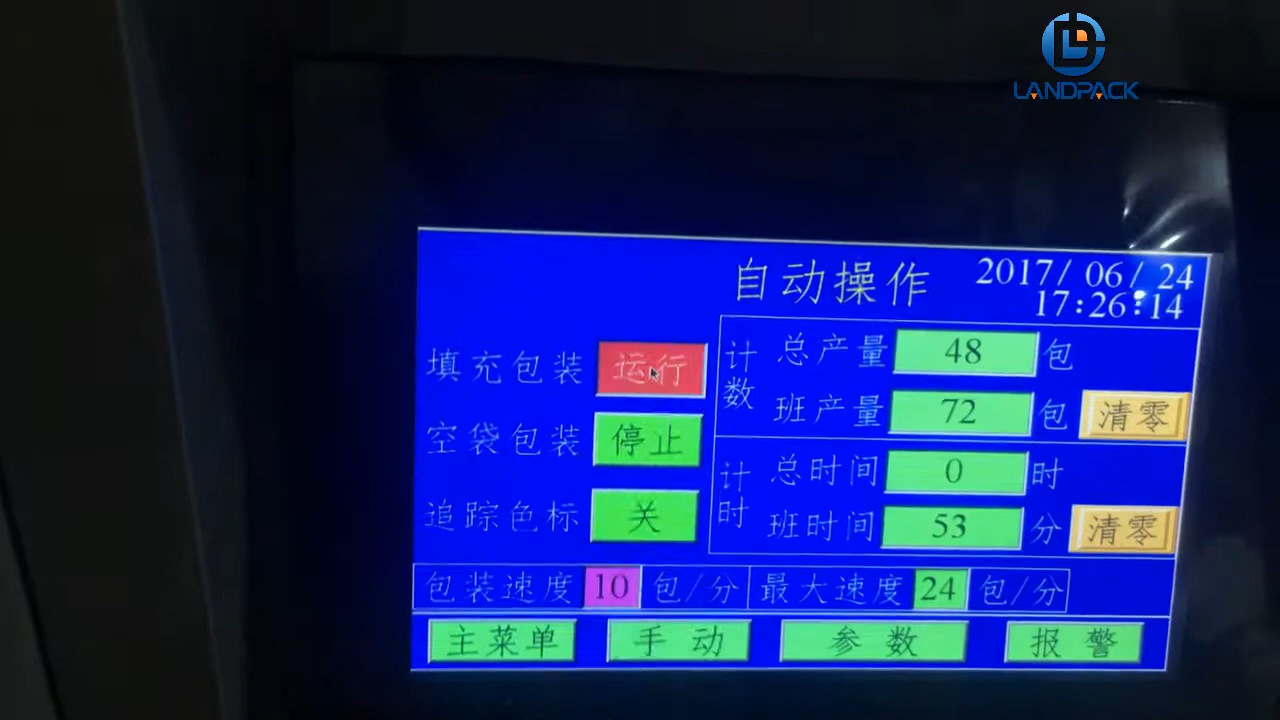 LANDPACK
自动操作
2017/ 06/ 24
17:26:14
填充包装 运行
空袋包装 停止
追踪色标 关
计数
总产量 48 包
班产量 72 包 清零
计时
总时间 0 时
班时间 53 分 清零
包装速度 10 包/分 最大速度 24 包/分
主菜单 手 动 参 数 报 警